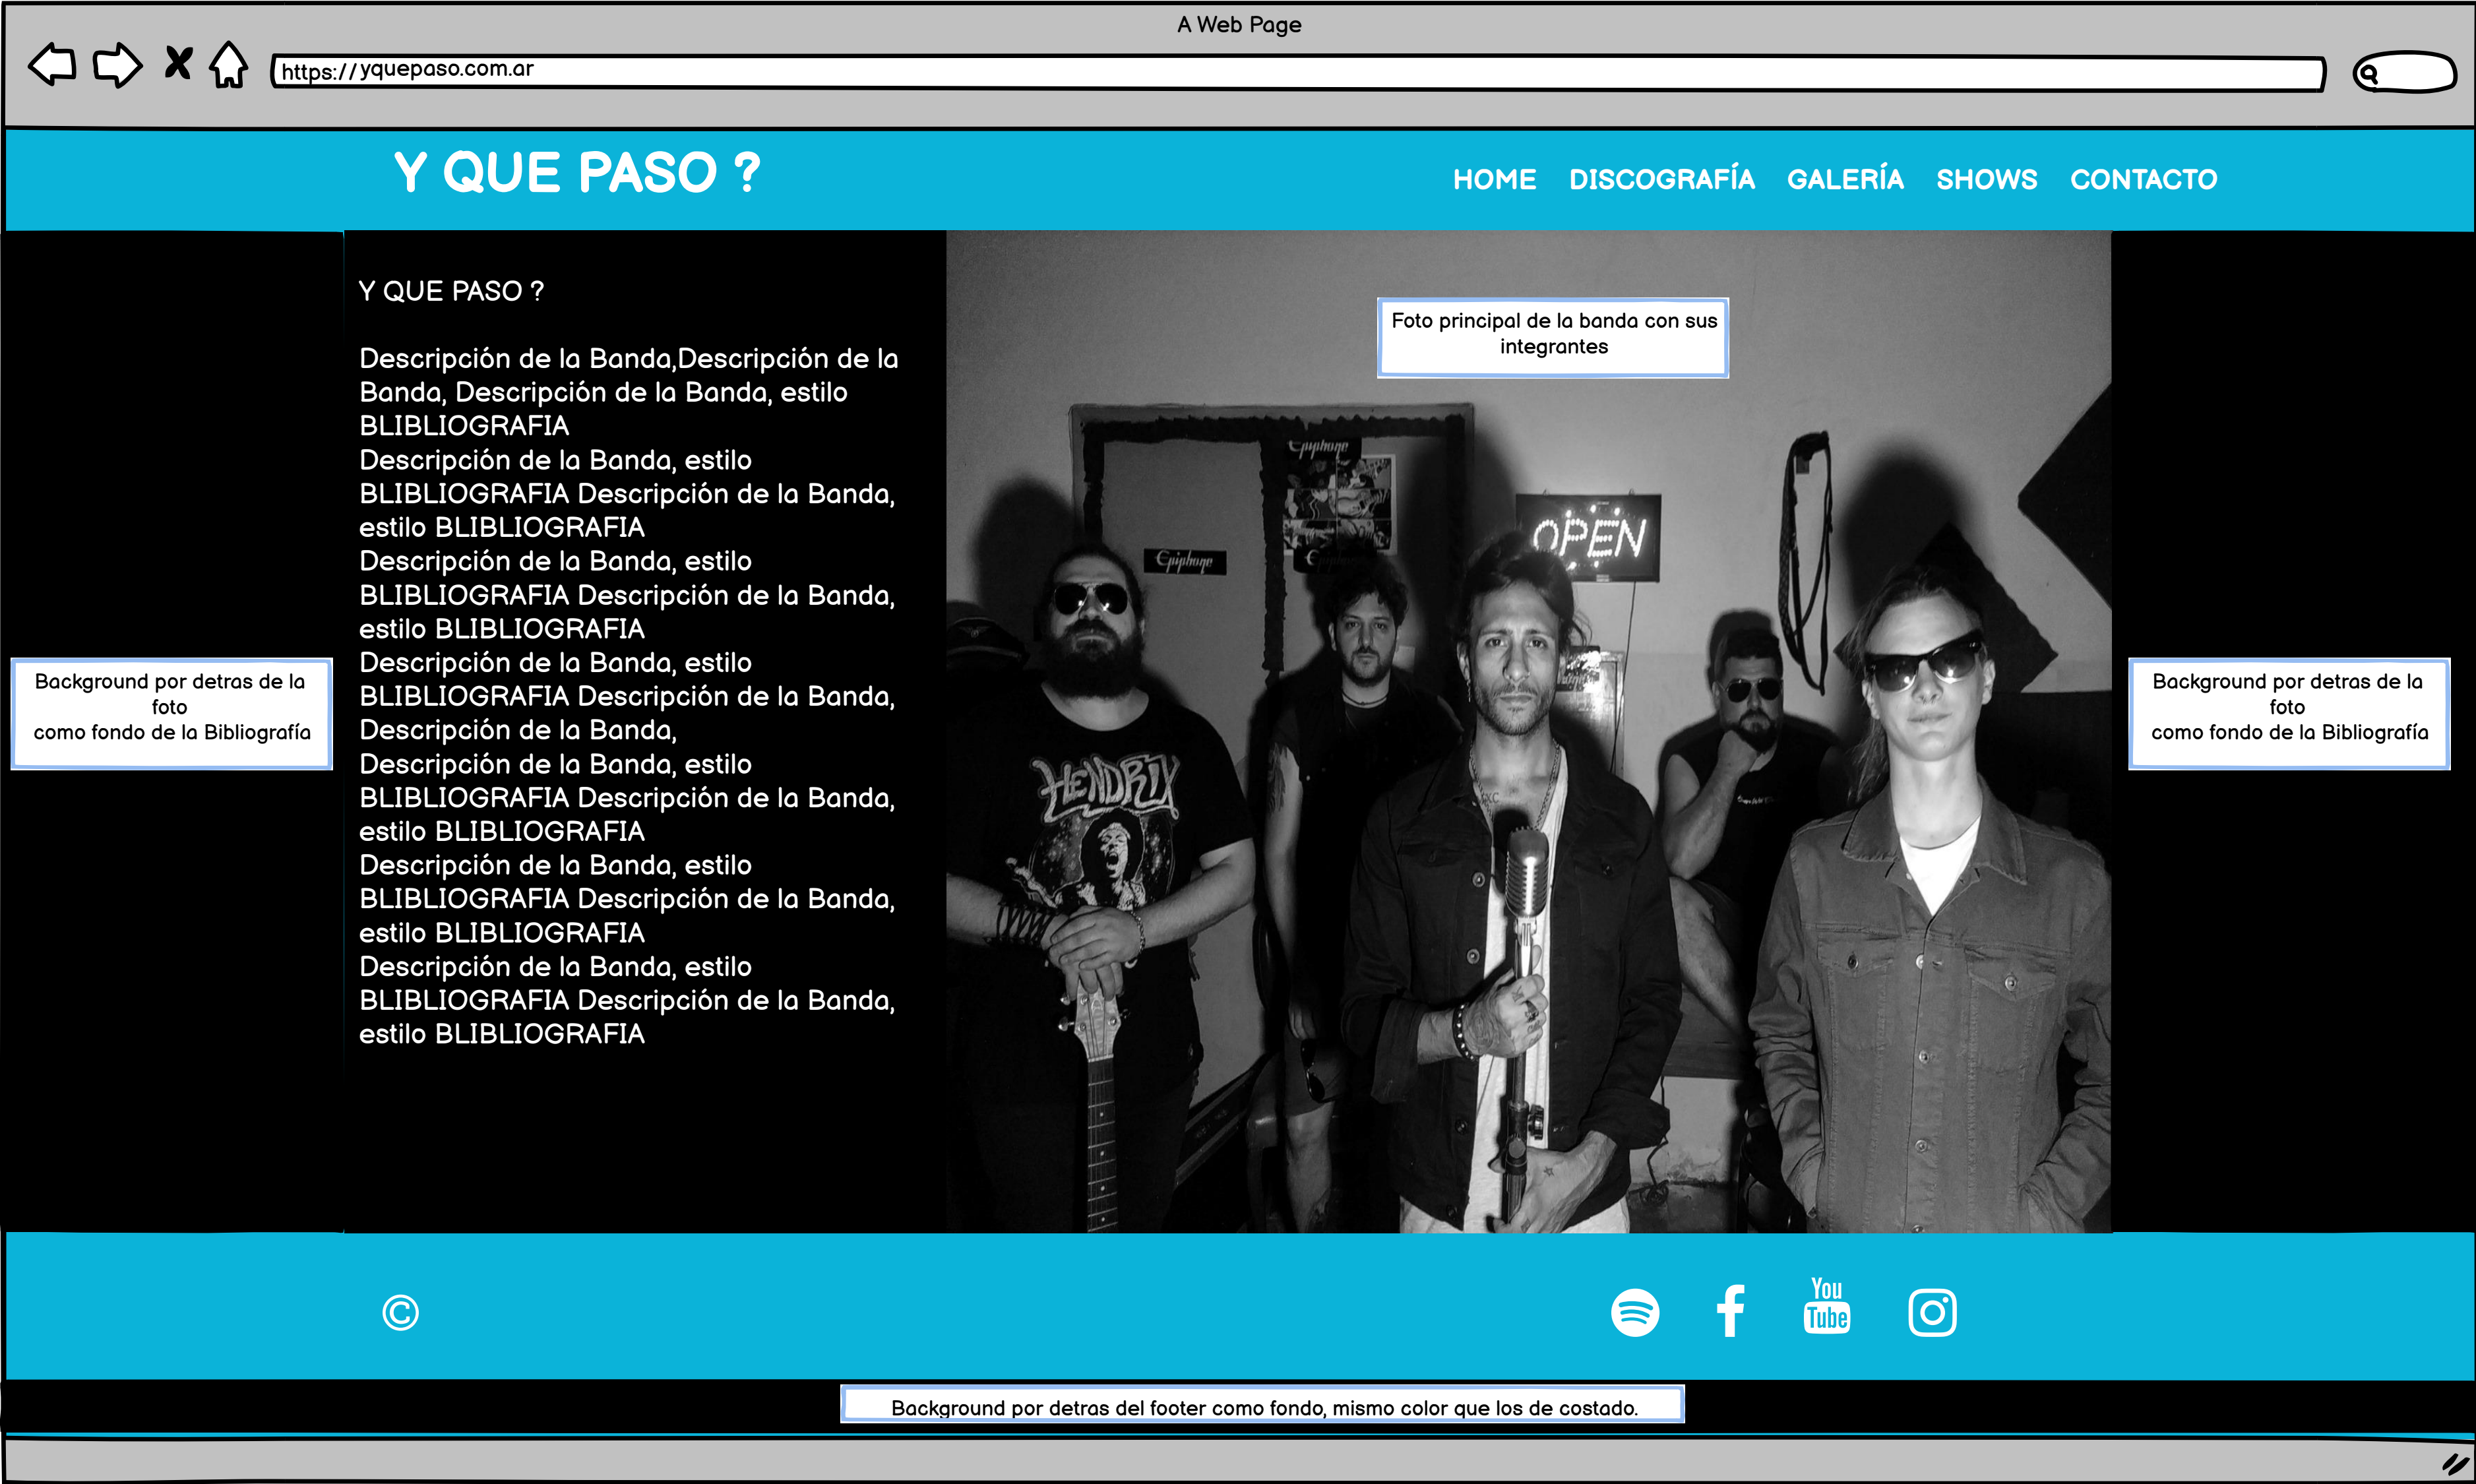 A Web Page
https://yquepaso.com.ar
Y QUE PASO ?
HOME DISCOGRAFÍA GALERÍA SHOWS CONTACTO
Y QUE PASO ?
Descripción de la Banda,Descripción de la
Banda, Descripción de la Banda, estilo
BLIBLIOGRAFIA
Descripción de la Banda, estilo
BLIBLIOGRAFIA Descripción de la Banda,
estilo BLIBLIOGRAFIA
Descripción de la Banda, estilo
BLIBLIOGRAFIA Descripción de la Banda,
estilo BLIBLIOGRAFIA
Descripción de la Banda, estilo
BLIBLIOGRAFIA Descripción de la Banda,
Descripción de la Banda,
Descripción de la Banda, estilo
BLIBLIOGRAFIA Descripción de la Banda,
estilo BLIBLIOGRAFIA
Descripción de la Banda, estilo
BLIBLIOGRAFIA Descripción de la Banda,
estilo BLIBLIOGRAFIA
Descripción de la Banda, estilo
BLIBLIOGRAFIA Descripción de la Banda,
estilo BLIBLIOGRAFIA
Foto principal de la banda con sus
integrantes
Epiphone
Epiphone
Epiphone
OPEN
HENDRIX
Background por detras de la
foto
como fondo de la Bibliografía
Background por detras de la
foto
como fondo de la Bibliografía
©
You
Tube
Background por detras del footer como fondo, mismo color que los de costado.